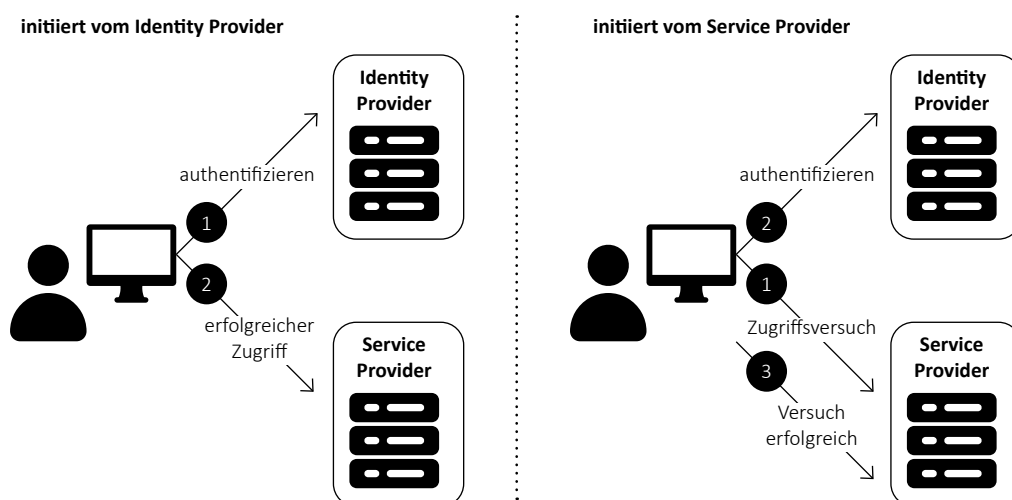 initiiert vom Identity Provider
Identity
Provider
authentifizieren
1
2
erfolgreicher
Zugriff
Service
Provider
initiiert vom Service Provider
Identity
Provider
authentifizieren
2
1
Zugriffsversuch
3
Versuch
erfolgreich
Service
Provider